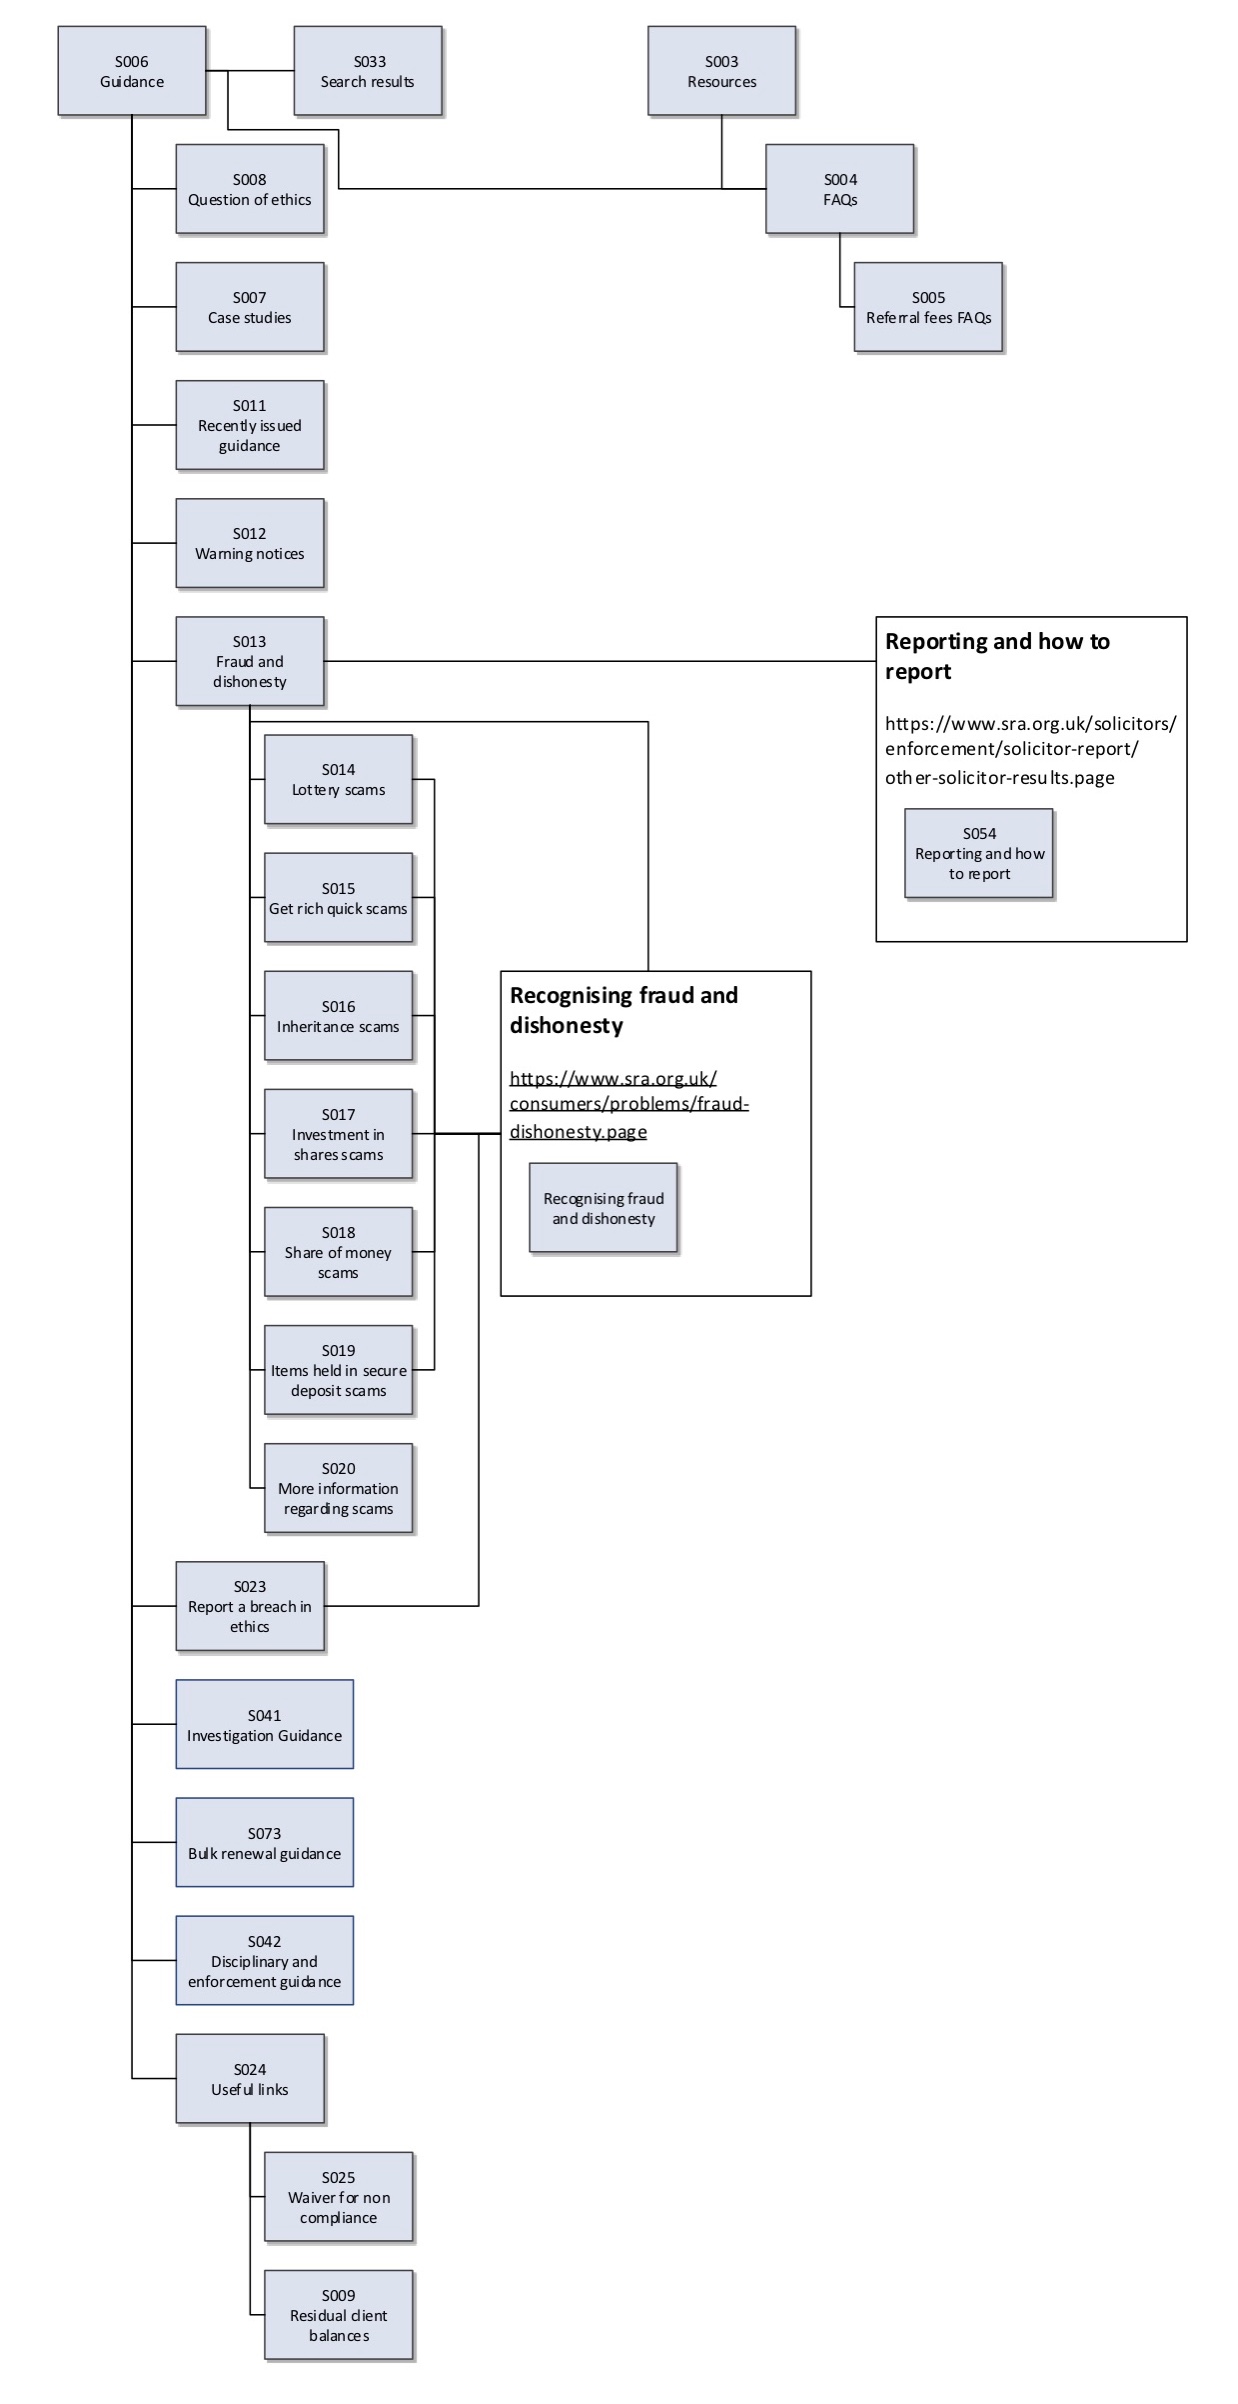 S006
Guidance
S033
Search results
S003
Resources
S008
Question of ethics
S004
FAQs
S007
Case studies
S005
Referral fees FAQs
S011
Recently issued
guidance
S012
Warning notices
S013
Fraud and
dishonesty
Reporting and how to
report
https://www.sra.org.uk/solicitors/
enforcement/solicitor-report/
other-solicitor-results.page
S054
Reporting and how
to report
S014
Lottery scams
S015
Get rich quick scams
S016
Inheritance scams
Recognising fraud and
dishonesty
https://www.sra.org.uk/
consumers/problems/fraud-
dishonesty.page
Recognising fraud
and dishonesty
S017
Investment in
shares scams
S018
Share of money
scams
S019
Items held in secure
deposit scams
S020
More information
regarding scams
S023
Report a breach in
ethics
S041
Investigation Guidance
S073
Bulk renewal guidance
S042
Disciplinary and
enforcement guidance
S024
Useful links
S025
Waiver for non
compliance
S009
Residual client
balances